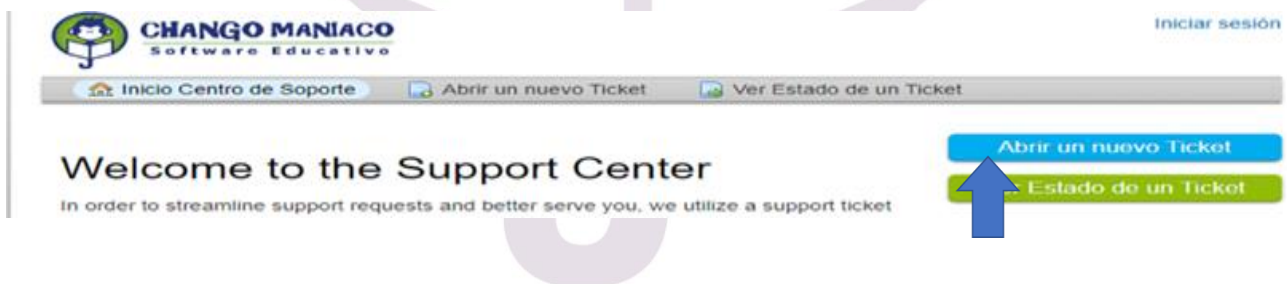 CHANGO MANIACO
Software Educativo
Iniciar sesión
Inicio Centro de Soporte
Abrir un nuevo Ticket
Ver Estado de un Ticket
Abrir un nuevo Ticket
Estado de un Ticket
Welcome to the Support Center
In order to streamline support requests and better serve you, we utilize a support ticket